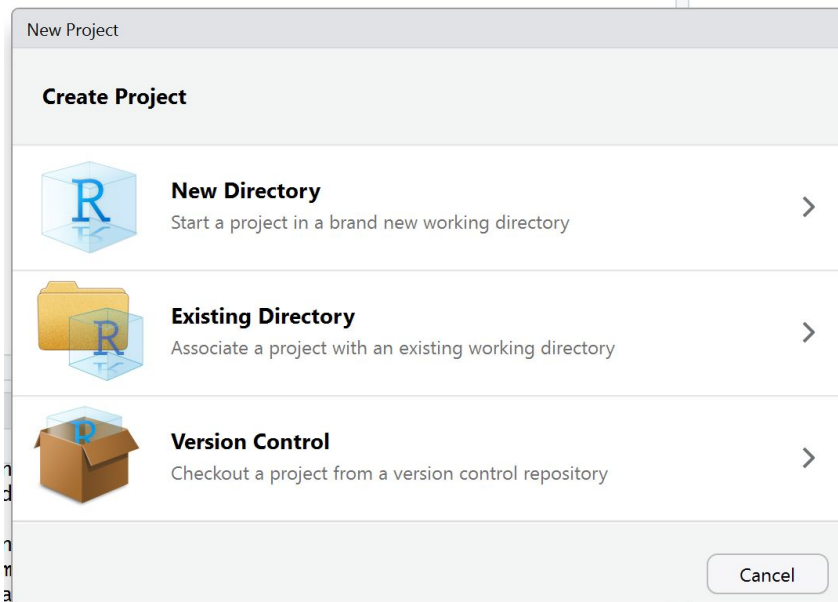 New Project
Create Project
R
New Directory
Start a project in a brand new working directory
R
Existing Directory
Associate a project with an existing working directory
R
Version Control
Checkout a project from a version control repository
Cancel